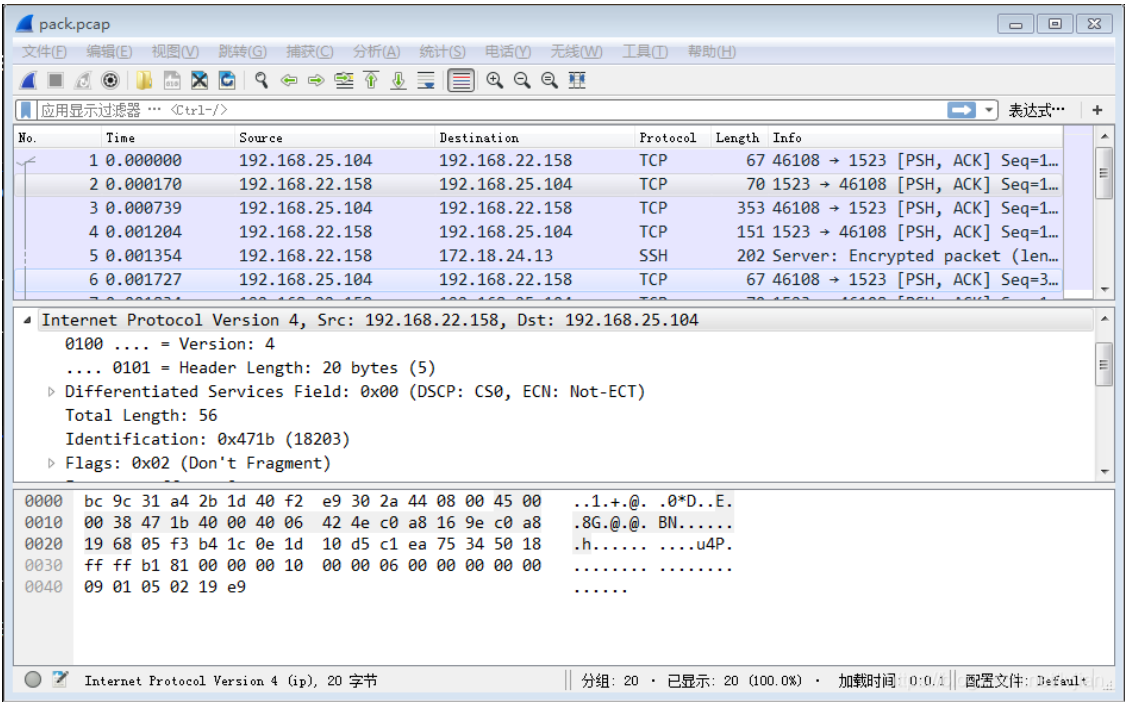 pack.pcap
文件(F) 编辑(E) 视图(V) 跳转(G) 捕获(C) 分析(A) 统计(S) 电话(Y) 无线(W) 工具(T) 帮助(H)
应用显示过滤器 … <Ctrl-/> 表达式… +
No. Time Source Destination Protocol Length Info
1 0.000000 192.168.25.104 192.168.22.158 TCP 67 46108 → 1523 [PSH, ACK] Seq=1…
2 0.000170 192.168.22.158 192.168.25.104 TCP 70 1523 → 46108 [PSH, ACK] Seq=1…
3 0.000739 192.168.25.104 192.168.22.158 TCP 353 46108 → 1523 [PSH, ACK] Seq=1…
4 0.001204 192.168.22.158 192.168.25.104 TCP 151 1523 → 46108 [PSH, ACK] Seq=1…
5 0.001354 192.168.22.158 172.18.24.13 SSH 202 Server: Encrypted packet (len…
6 0.001727 192.168.25.104 192.168.22.158 TCP 67 46108 → 1523 [PSH, ACK] Seq=3…
Internet Protocol Version 4, Src: 192.168.22.158, Dst: 192.168.25.104
0100 .... = Version: 4
.... 0101 = Header Length: 20 bytes (5)
Differentiated Services Field: 0x00 (DSCP: CS0, ECN: Not-ECT)
Total Length: 56
Identification: 0x471b (18203)
Flags: 0x02 (Don't Fragment)
0000 bc 9c 31 a4 2b 1d 40 f2 e9 30 2a 44 08 00 45 00 ..1.+.@. .0*D..E.
0010 00 38 47 1b 40 00 40 06 42 4e c0 a8 16 9e c0 a8 .8G.@.@. BN......
0020 19 68 05 f3 b4 1c 0e 1d 10 d5 c1 ea 75 34 50 18 .h...... ....u4P.
0030 ff ff b1 81 00 00 00 10 00 00 06 00 00 00 00 00 ........ ........
0040 09 01 05 02 19 e9 ......
Internet Protocol Version 4 (ip), 20 字节 分组: 20 · 已显示: 20 (100.0%) · 加载时间: 0:0.1 配置文件: Default